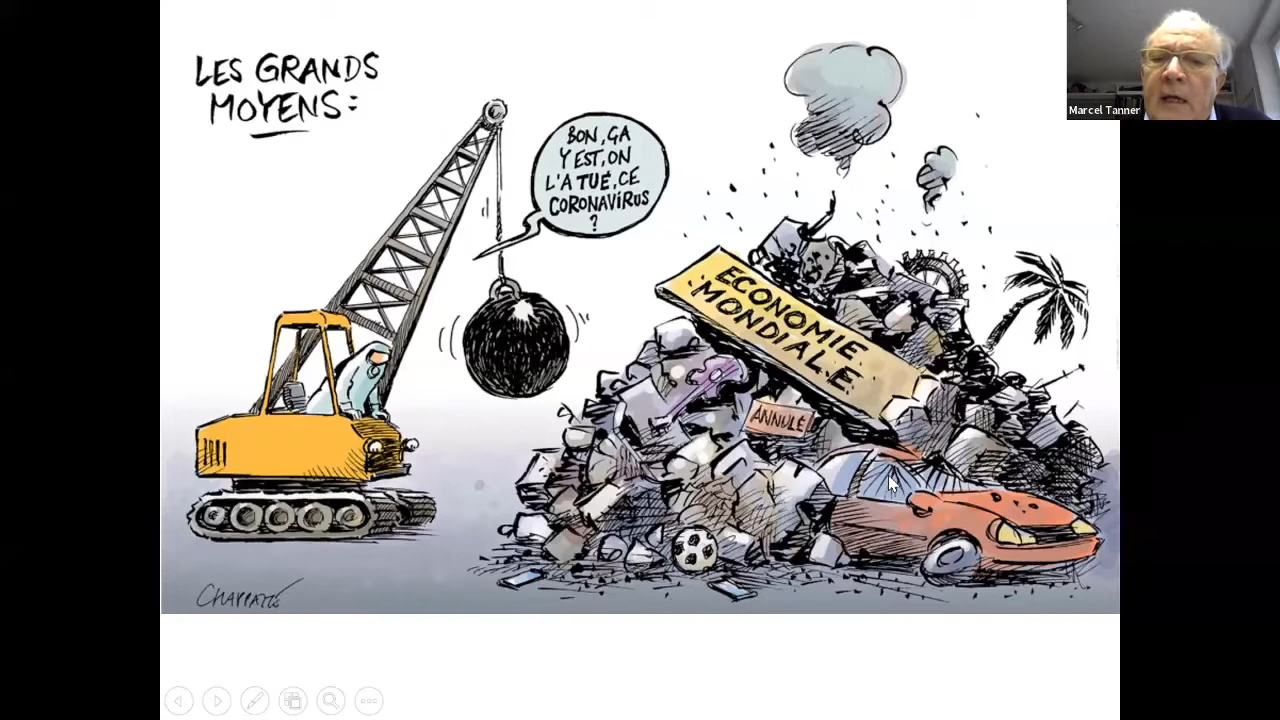 LES GRANDS
MOYENS:
BON, ÇA
Y EST, ON
L'A TUÉ, CE
CORONAVIRUS
?
ECONOMIE
MONDIALE
ANNULÉ
CHAPPATTE
Marcel Tanner